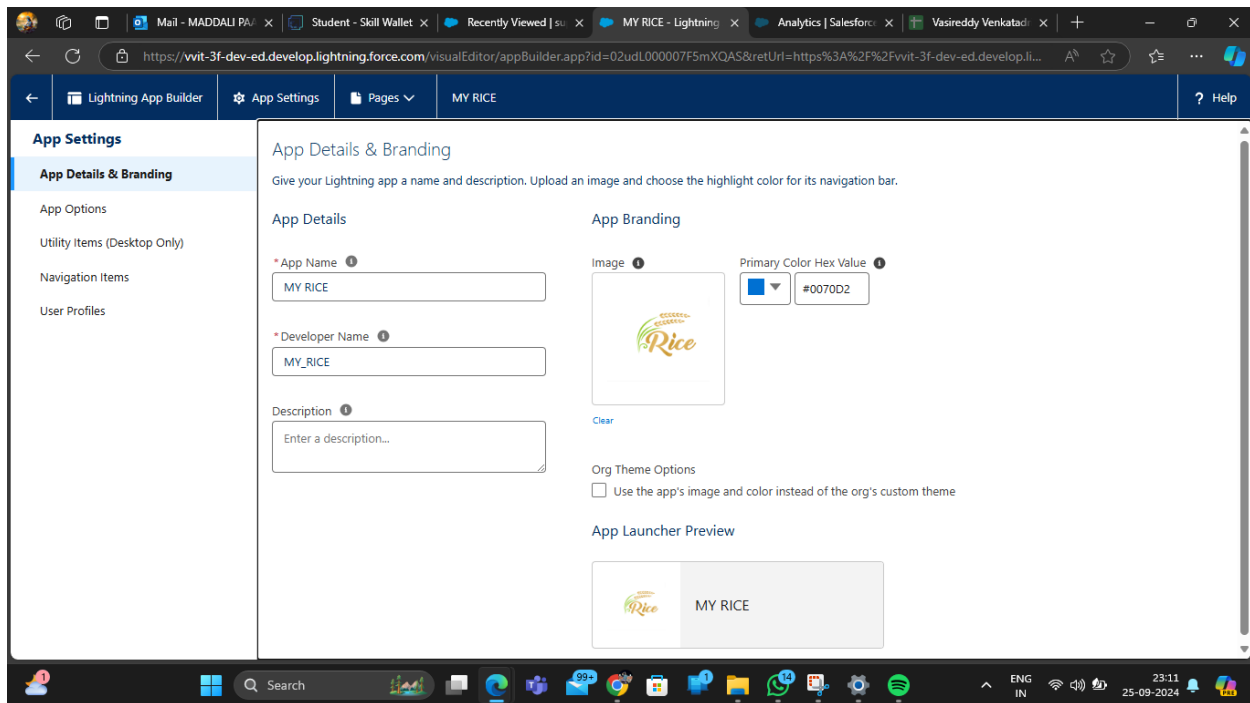 Mail - MADDALI PA
Student - Skill Wallet
Recently Viewed | su
MY RICE - Lightning
Analytics | Salesforc
Vasireddy Venkatad
https://vvit-3f-dev-ed.develop.lightning.force.com/visualEditor/appBuilder.app?id=02udL000007F5mXQAS&retUrl=https%3A%2F%2Fvvit-3f-dev-ed.develop.li...
Lightning App Builder
App Settings
Pages
MY RICE
? Help
App Settings
App Details & Branding
App Options
Utility Items (Desktop Only)
Navigation Items
User Profiles
App Details & Branding
Give your Lightning app a name and description. Upload an image and choose the highlight color for its navigation bar.
App Details
* App Name
MY RICE
* Developer Name
MY_RICE
Description
Enter a description...
App Branding
Image
Primary Color Hex Value
#0070D2
Rice
Clear
Org Theme Options
Use the app's image and color instead of the org's custom theme
App Launcher Preview
Rice
MY RICE
1
Search
99+
1
14
ENG
IN
23:11
25-09-2024
PRE